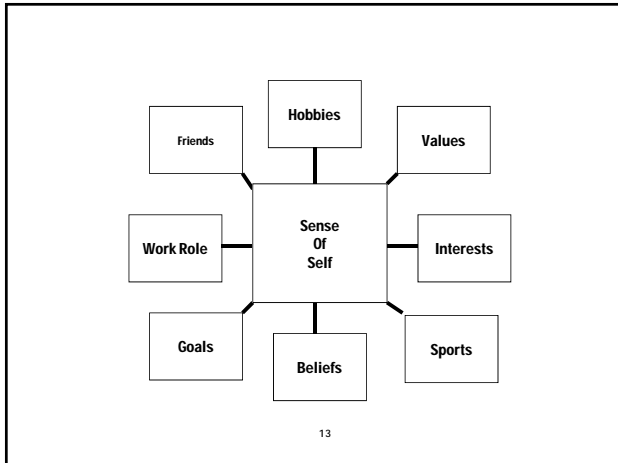 Hobbies
Friends
Values
Sense
Of
Self
Work Role
Interests
Goals
Beliefs
Sports
13